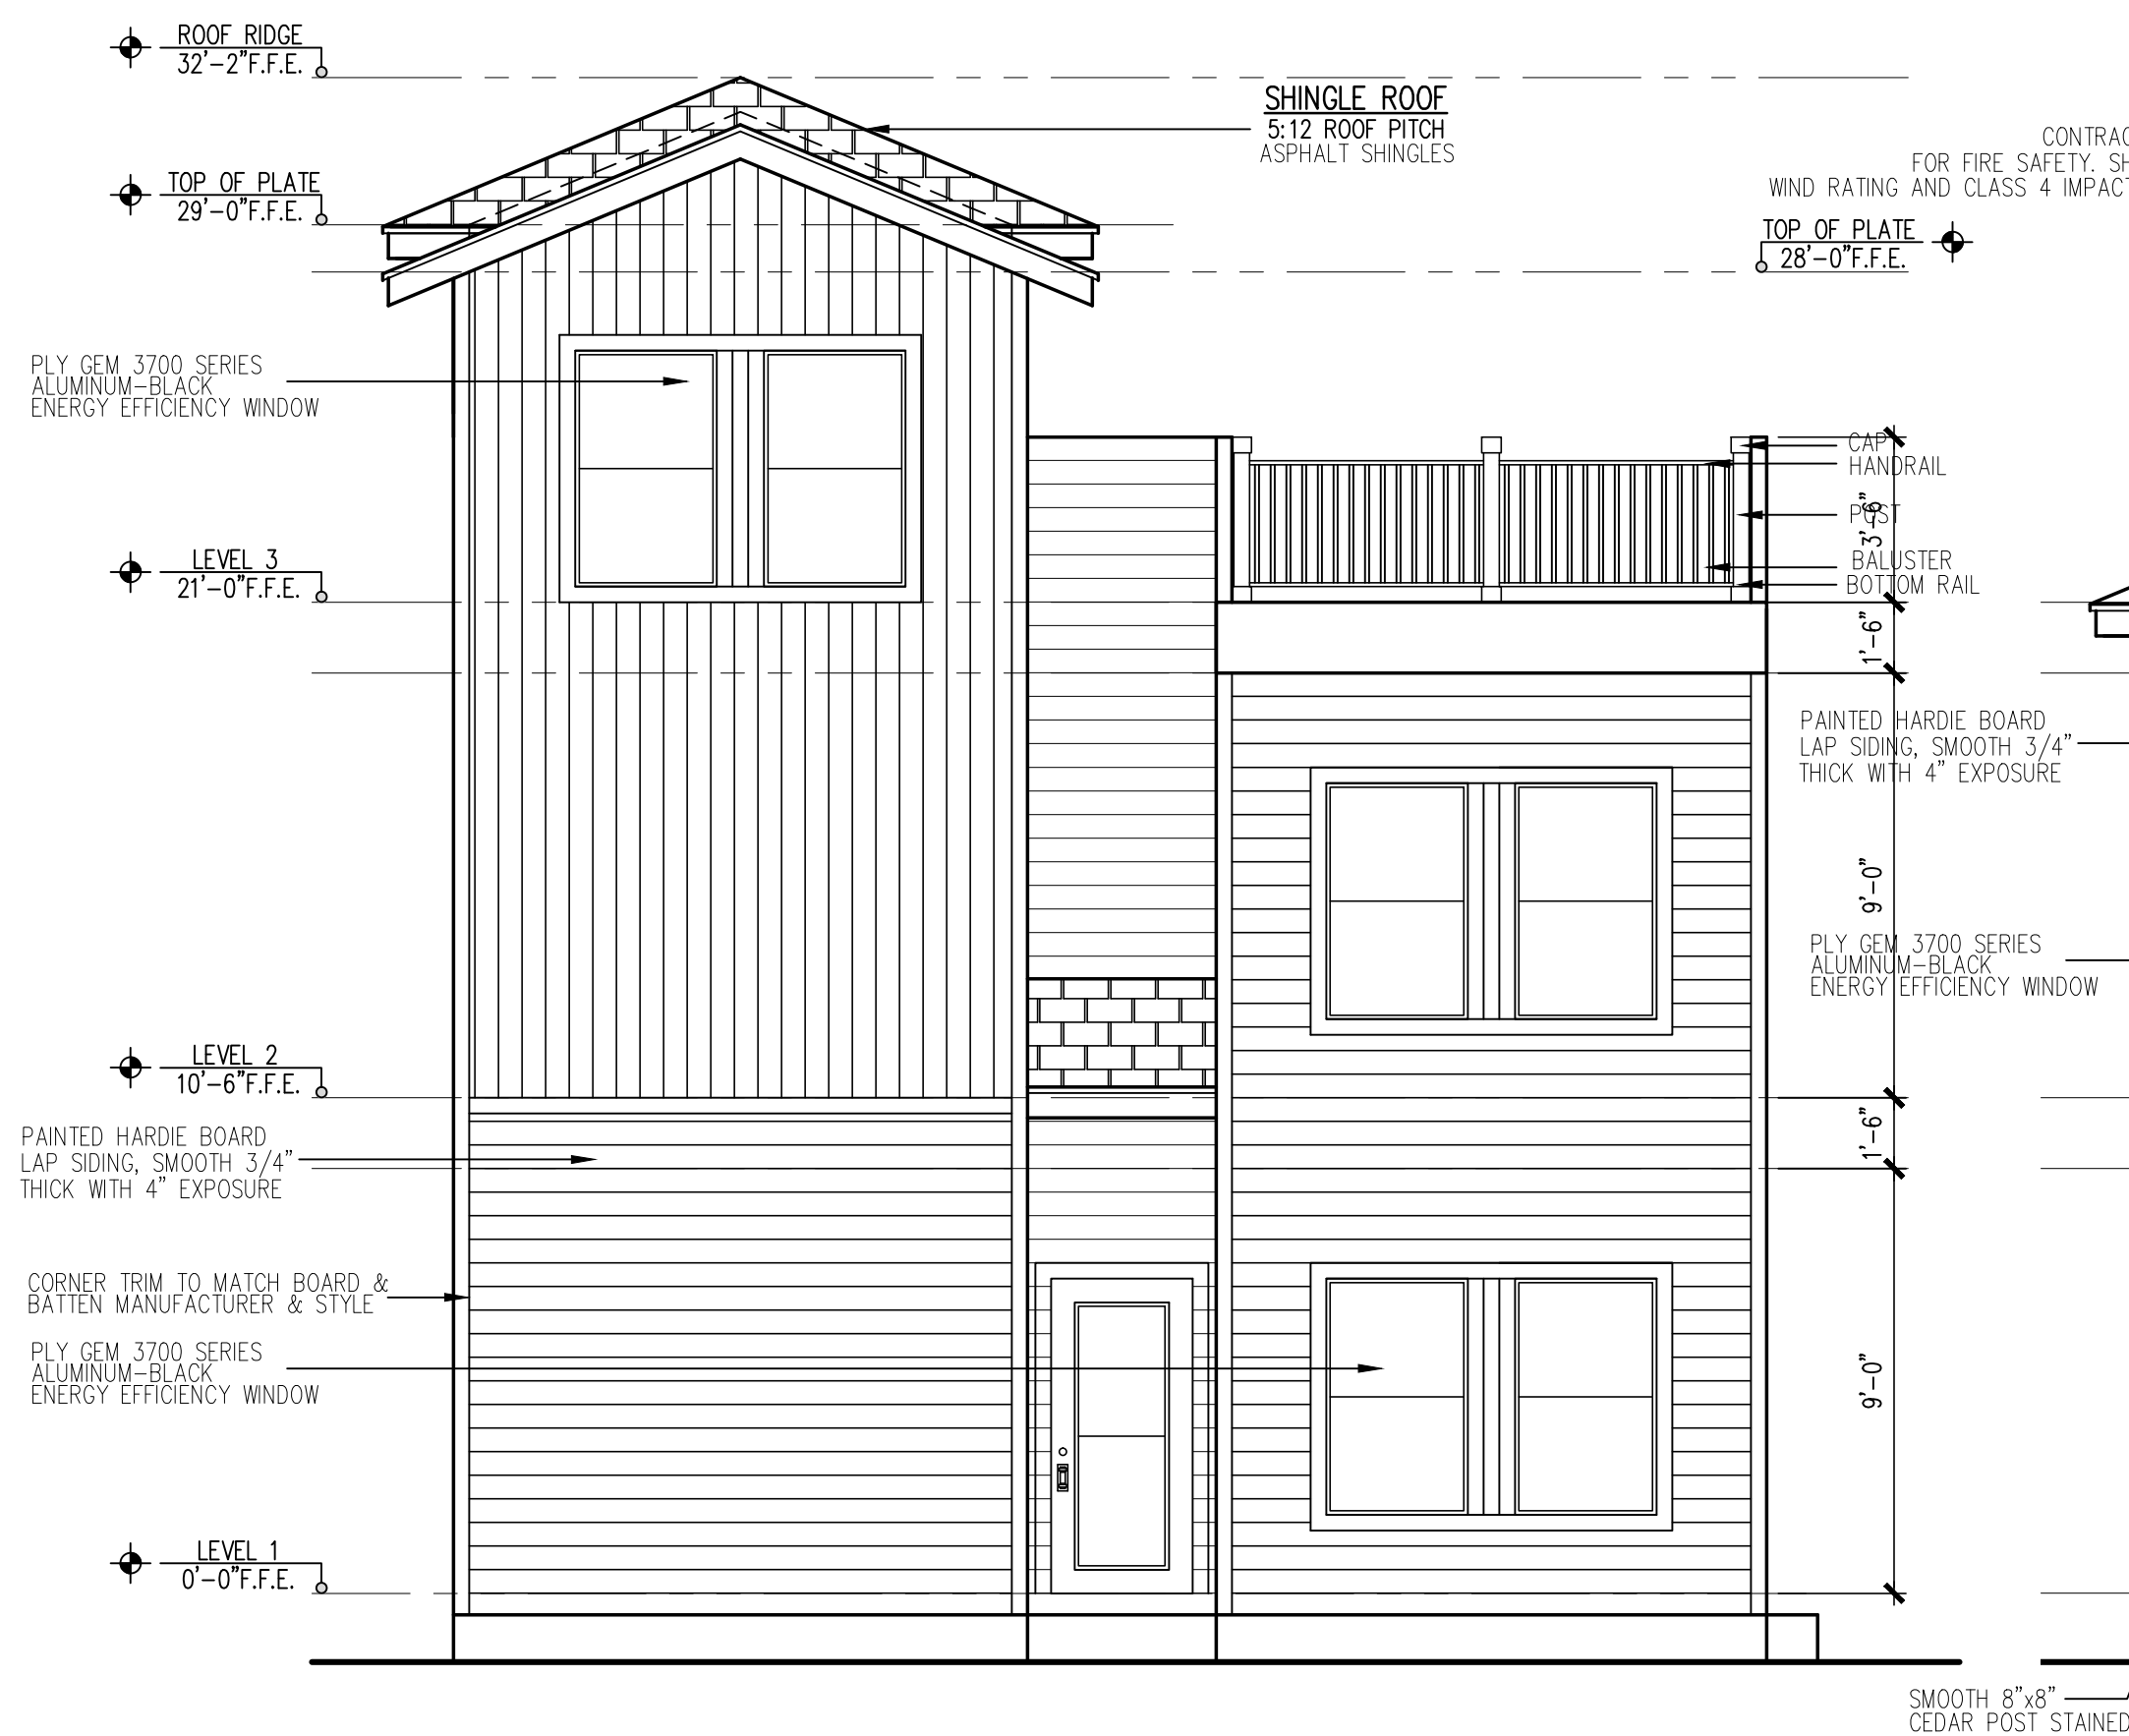 ROOF RIDGE
32'-2"F.F.E.
SHINGLE ROOF
5:12 ROOF PITCH
ASPHALT SHINGLES
FOR FIRE SAFETY.
WIND RATING AND CLASS 4 IMPACT
TOP OF PLATE
29'-0"F.F.E.
TOP OF PLATE
28'-0"F.F.E.
PLY GEM 3700 SERIES
ALUMINUM-BLACK
ENERGY EFFICIENCY WINDOW
CAP
HANDRAIL
POST
3'-6"
BALUSTER
BOTTOM RAIL
LEVEL 3
21'-0"F.F.E.
1'-6"
PAINTED HARDIE BOARD
LAP SIDING, SMOOTH 3/4"
THICK WITH 4" EXPOSURE
9'-0"
PLY GEM 3700 SERIES
ALUMINUM-BLACK
ENERGY EFFICIENCY WINDOW
LEVEL 2
10'-6"F.F.E.
1'-6"
PAINTED HARDIE BOARD
LAP SIDING, SMOOTH 3/4"
THICK WITH 4" EXPOSURE
CORNER TRIM TO MATCH BOARD &
BATTEN MANUFACTURER & STYLE
PLY GEM 3700 SERIES
ALUMINUM-BLACK
ENERGY EFFICIENCY WINDOW
9'-0"
LEVEL 1
0'-0"F.F.E.
SMOOTH 8"x8"
CEDAR POST STAINED